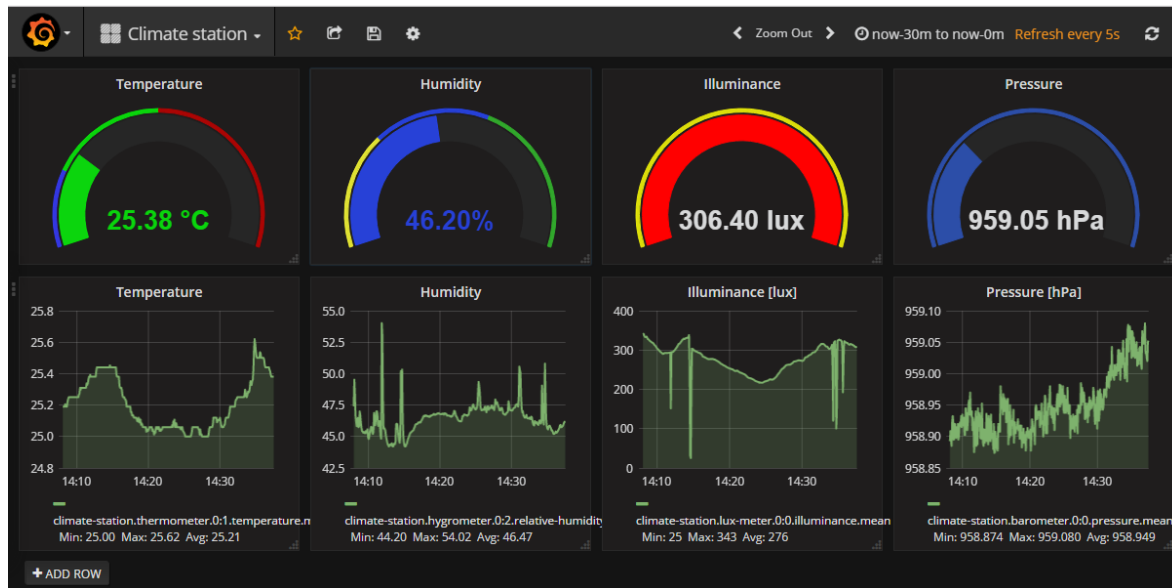 Climate station
Zoom Out
now-30m to now-0m
Refresh every 5s
Temperature
25.38 °C
Humidity
46.20%
Illuminance
306.40 lux
Pressure
959.05 hPa
Temperature
25.8
25.6
25.4
25.2
25.0
24.8
14:10 14:20 14:30
climate-station.thermometer.0:1.temperature.m
Min: 25.00 Max: 25.62 Avg: 25.21
Humidity
55.0
52.5
50.0
47.5
45.0
42.5
14:10 14:20 14:30
climate-station.hygrometer.0:2.relative-humidity
Min: 44.20 Max: 54.02 Avg: 46.47
Illuminance [lux]
400
300
200
100
0
14:10 14:20 14:30
climate-station.lux-meter.0:0.illuminance.mean
Min: 25 Max: 343 Avg: 276
Pressure [hPa]
959.10
959.05
959.00
958.95
958.90
958.85
14:10 14:20 14:30
climate-station.barometer.0:0.pressure.mean
Min: 958.874 Max: 959.080 Avg: 958.949
+ ADD ROW